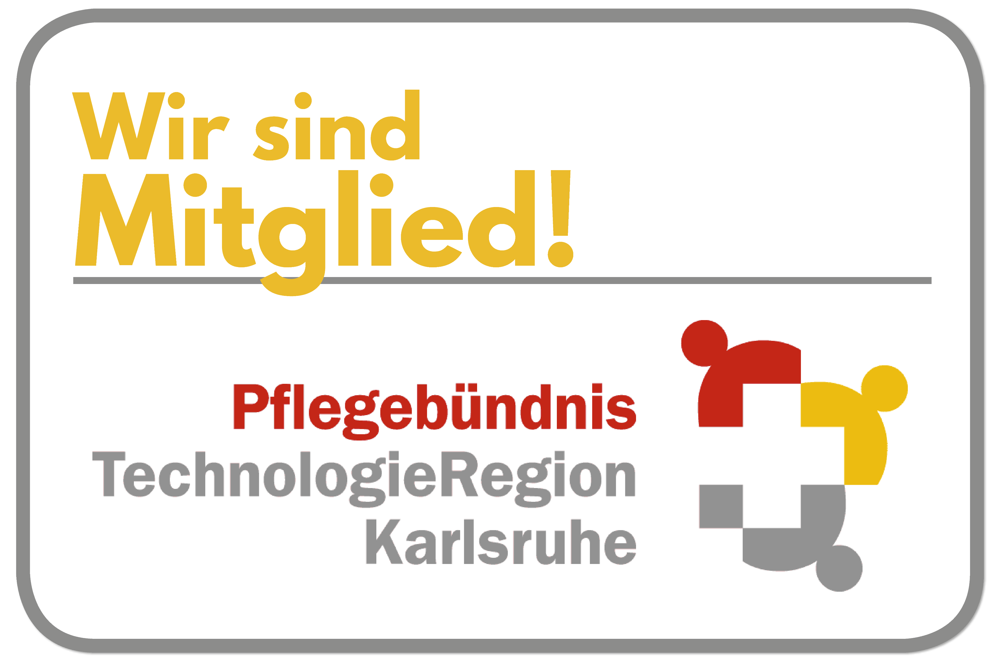 Wir sind
Mitglied!
Pflegebündnis
TechnologieRegion
Karlsruhe